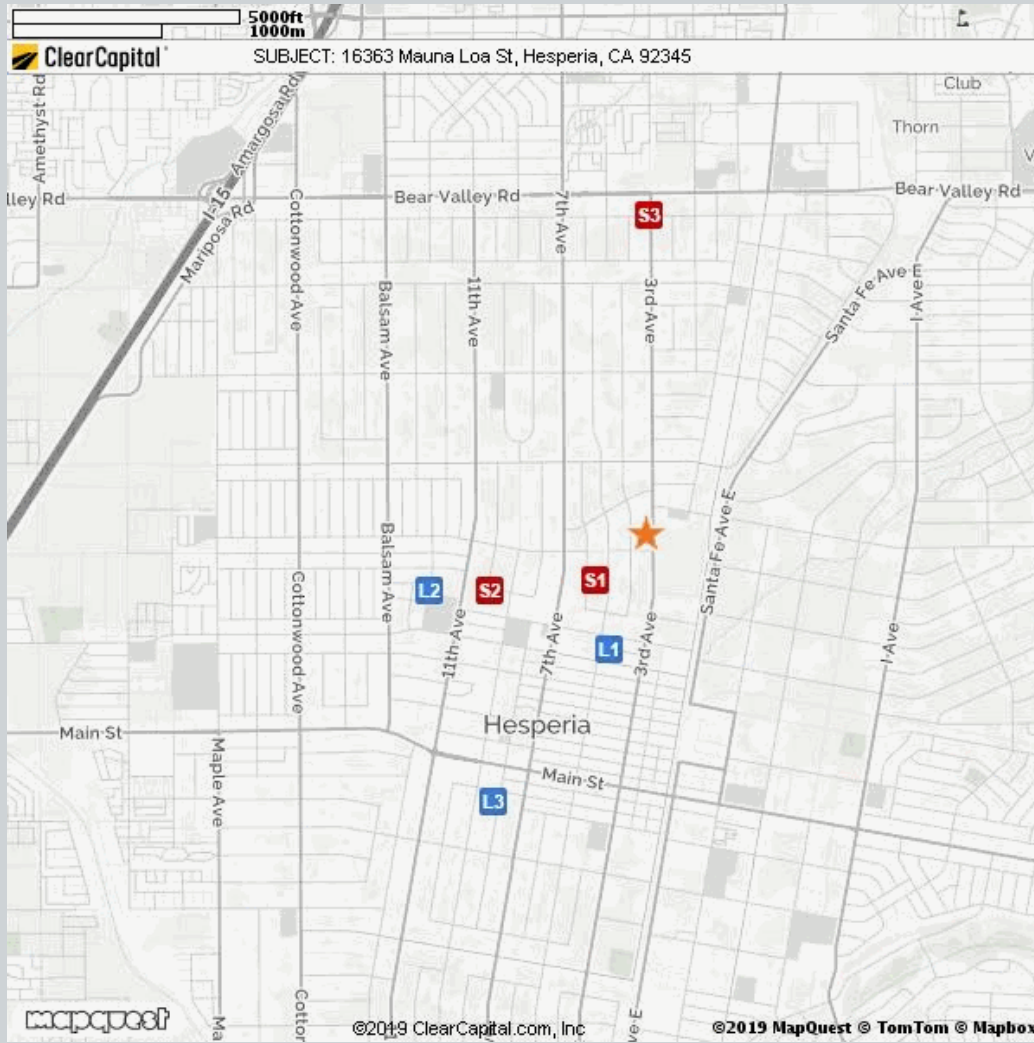 5000ft
1000m
ClearCapital SUBJECT: 16363 Mauna Loa St, Hesperia, CA 92345
Club
Thorn
Amethyst Rd
Amargosa Rd
I-15
Mariposa Rd
lley Rd
Bear Valley Rd
Bear Valley Rd
7th Ave
S3
Cottonwood Ave
Balsam Ave
11th Ave
3rd Ave
Santa Fe Ave E
I Ave
Santa Fe Ave E
Balsam Ave
Cottonwood Ave
L2
S2
S1
L1
11th Ave
7th Ave
3rd Ave
I Ave
Hesperia
Main St
Main St
Maple Ave
L3
Cottor
Ma
ve E
mapquest
©2019 ClearCapital.com, Inc
©2019 MapQuest © TomTom © Mapbox